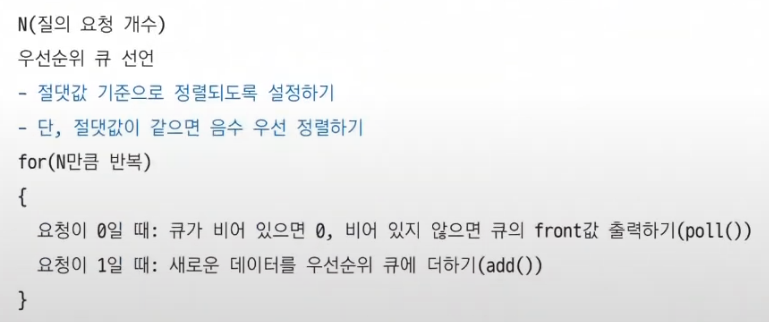 N(질의 요청 개수)
우선순위 큐 선언
- 절댓값 기준으로 정렬되도록 설정하기
- 단, 절댓값이 같으면 음수 우선 정렬하기
for(N만큼 반복)
{
요청이 0일 때: 큐가 비어 있으면 0, 비어 있지 않으면 큐의 front값 출력하기(poll())
요청이 1일 때: 새로운 데이터를 우선순위 큐에 더하기(add())
}